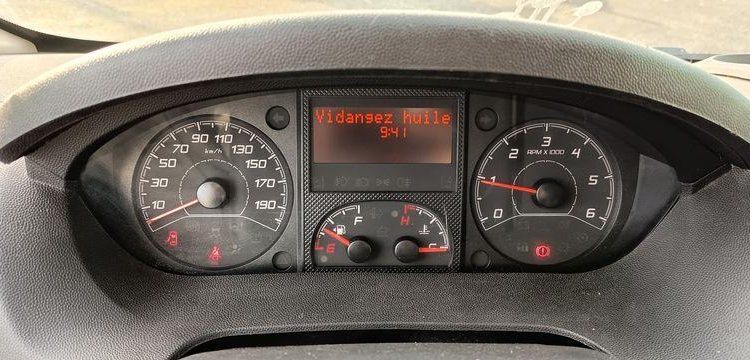 Vidangez huile
9:41
10 30 50 70 90 110 130 150 170 190
km/h
0 1 2 3 4 5 6
RPM X 1000
E F
H C